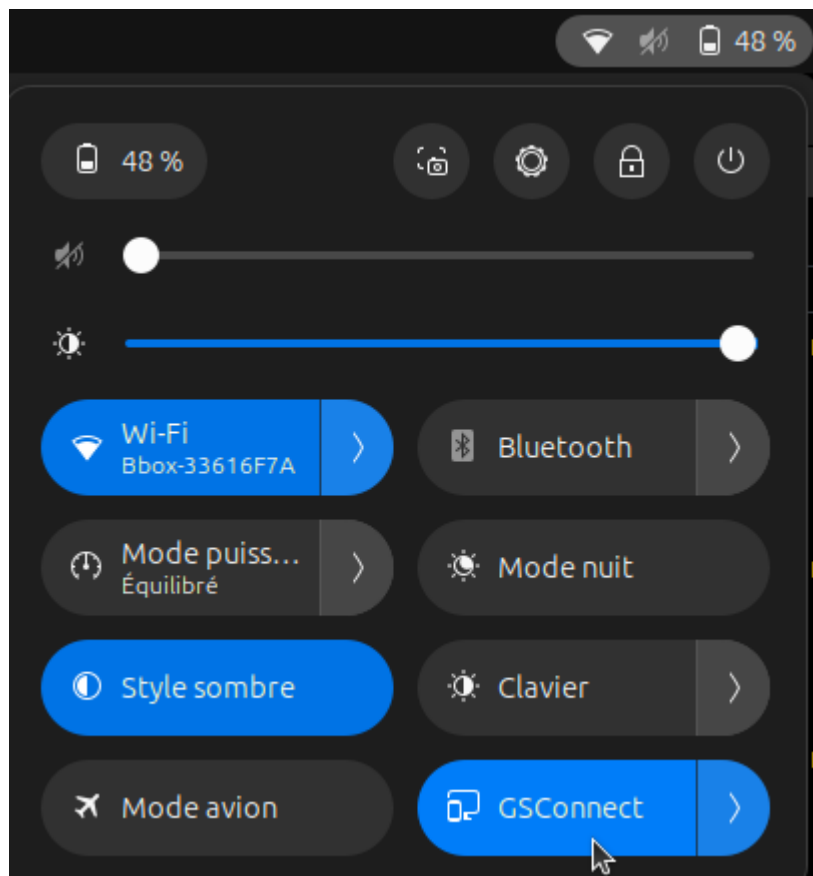 48 %
48 %
Wi-Fi
Bbox-33616F7A
Bluetooth
Mode puiss...
Équilibré
Mode nuit
Style sombre
Clavier
Mode avion
GSConnect